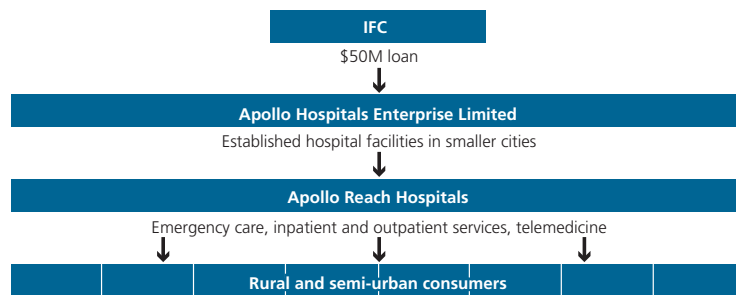 IFC
$50M loan
Apollo Hospitals Enterprise Limited
Established hospital facilities in smaller cities
Apollo Reach Hospitals
Emergency care, inpatient and outpatient services, telemedicine
Rural and semi-urban consumers